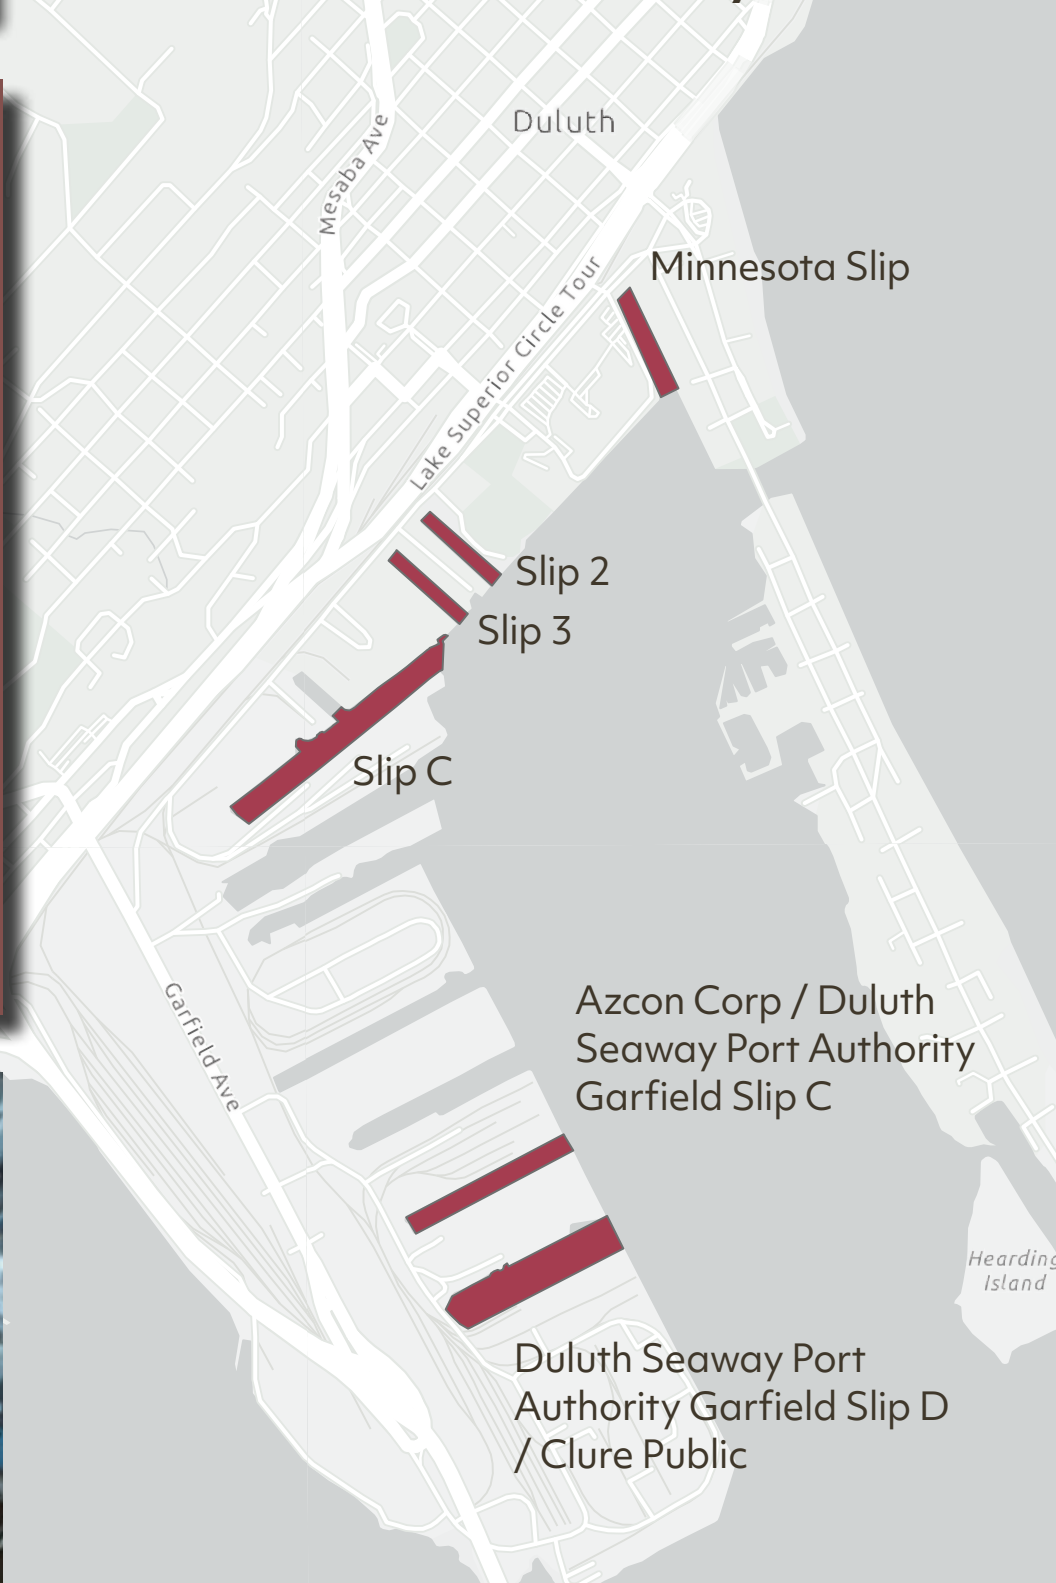 Duluth
Mesaba Ave
Minnesota Slip
Lake Superior Circle Tour
Slip 2
Slip 3
Slip C
Garfield Ave
Azcon Corp / Duluth
Seaway Port Authority
Garfield Slip C
Hearding
Island
Duluth Seaway Port
Authority Garfield Slip D
/ Clure Public